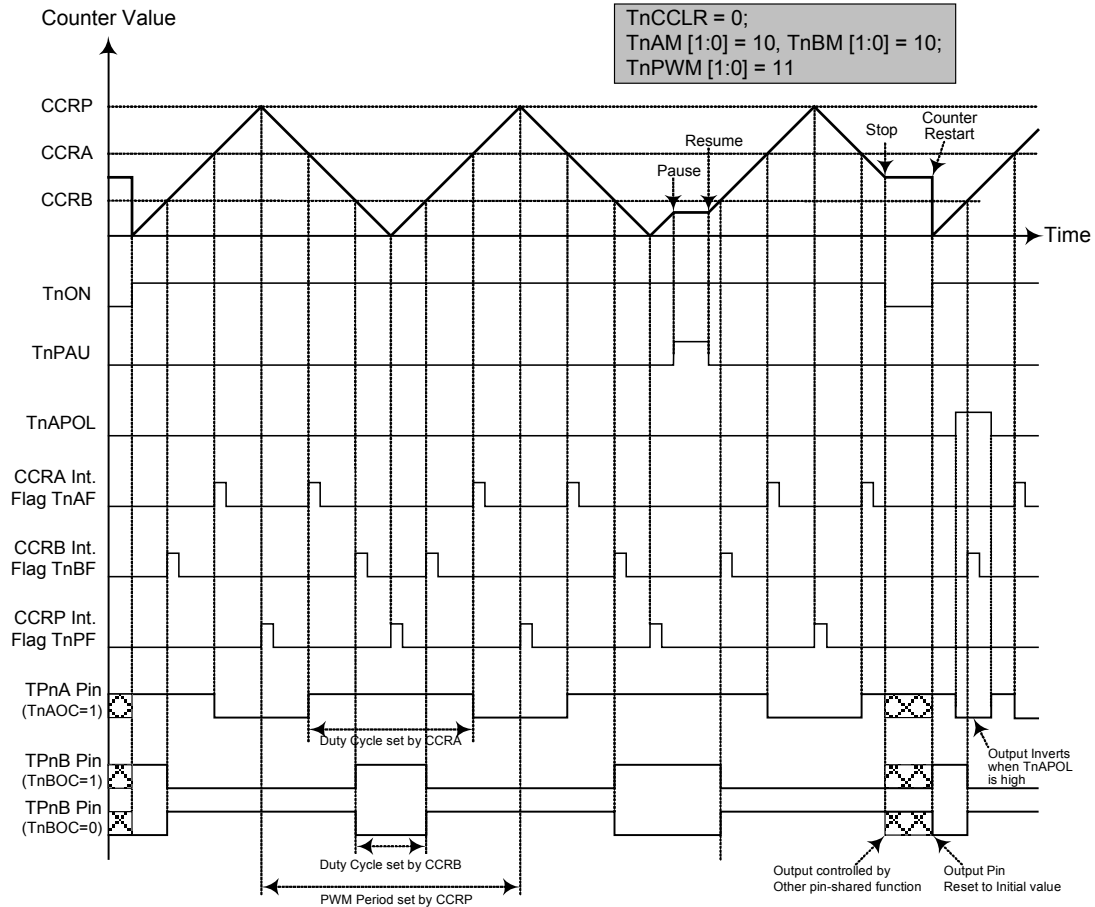 Counter Value
TnCCLR = 0;
TnAM [1:0] = 10, TnBM [1:0] = 10;
TnPWM [1:0] = 11
CCRP
CCRA
CCRB
Pause
Resume
Stop
Counter
Restart
Time
TnON
TnPAU
TnAPOL
CCRA Int.
Flag TnAF
CCRB Int.
Flag TnBF
CCRP Int.
Flag TnPF
TPnA Pin
(TnAOC=1)
Duty Cycle set by CCRA
Output Inverts
when TnAPOL
is high
TPnB Pin
(TnBOC=1)
TPnB Pin
(TnBOC=0)
Duty Cycle set by CCRB
PWM Period set by CCRP
Output controlled by
Other pin-shared function
Output Pin
Reset to Initial value